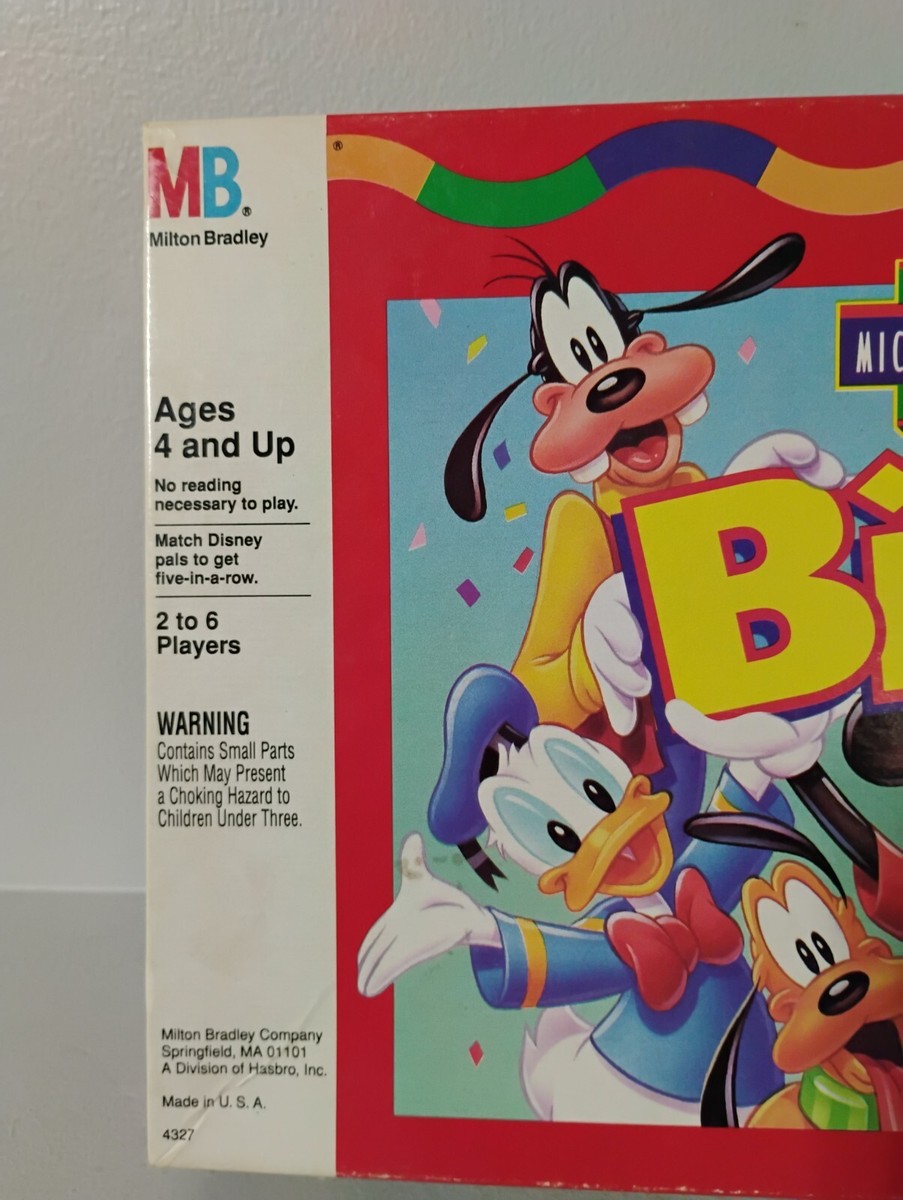 MB®
Milton Bradley
Ages
4 and Up
No reading
necessary to play.
Match Disney
pals to get
five-in-a-row.
2 to 6
Players
WARNING
Contains Small Parts
Which May Present
a Choking Hazard to
Children Under Three.
Milton Bradley Company
Springfield, MA 01101
A Division of Hasbro, Inc.
Made in U. S. A.
4327
®
MIC
Bi